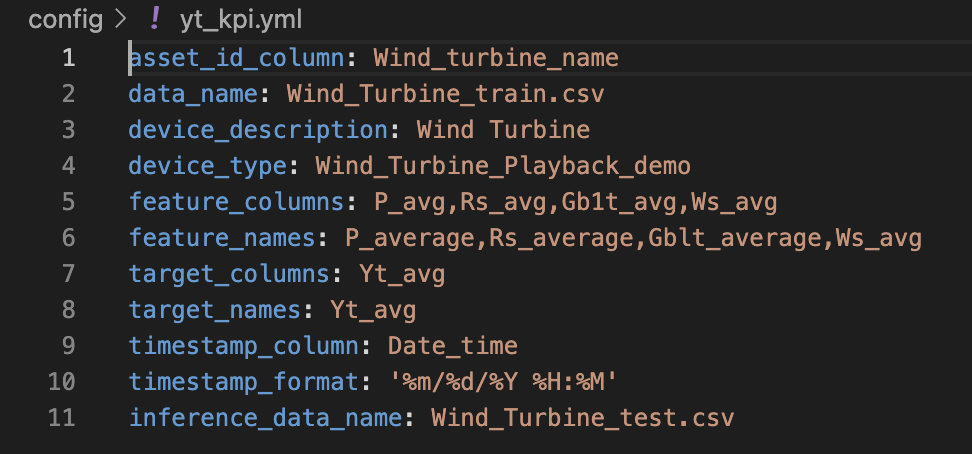 config > ! yt_kpi.yml
1 asset_id_column: Wind_turbine_name
2 data_name: Wind_Turbine_train.csv
3 device_description: Wind Turbine
4 device_type: Wind_Turbine_Playback_demo
5 feature_columns: P_avg,Rs_avg,Gb1t_avg,Ws_avg
6 feature_names: P_average,Rs_average,Gblt_average,Ws_avg
7 target_columns: Yt_avg
8 target_names: Yt_avg
9 timestamp_column: Date_time
10 timestamp_format: '%m/%d/%Y %H:%M'
11 inference_data_name: Wind_Turbine_test.csv